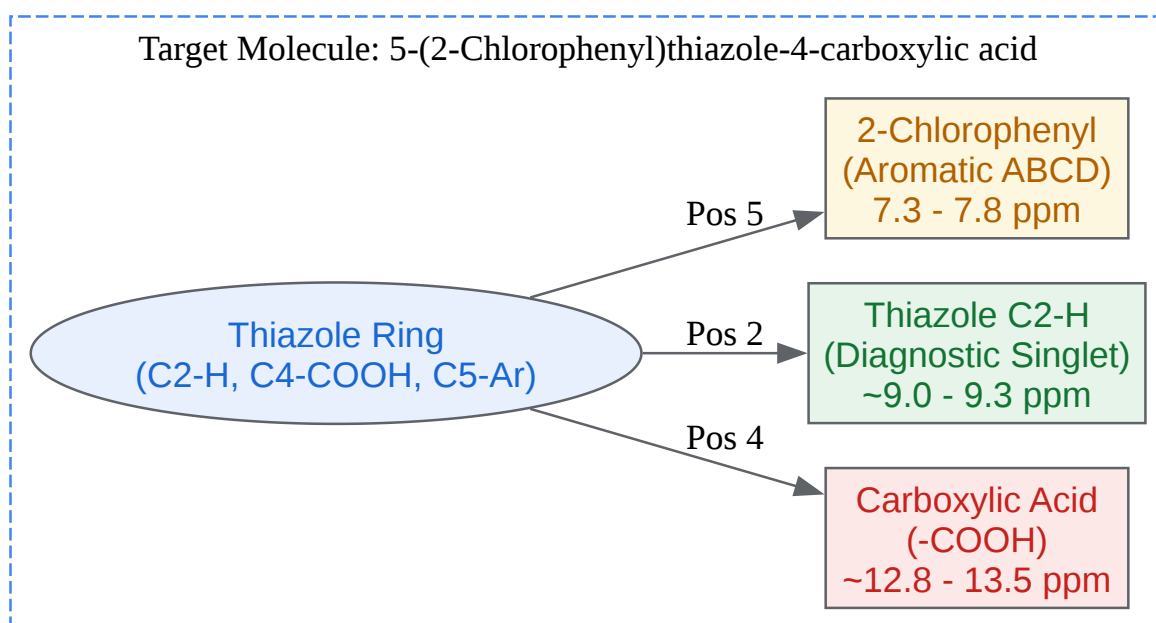 Target Molecule: 5-(2-Chlorophenyl)thiazole-4-carboxylic acid
2-Chlorophenyl
(Aromatic ABCD)
7.3 - 7.8 ppm
Pos 5
Thiazole Ring
(C2-H, C4-COOH, C5-Ar)
Pos 2
Thiazole C2-H
(Diagnostic Singlet)
~9.0 - 9.3 ppm
Pos 4
Carboxylic Acid
(-COOH)
~12.8 - 13.5 ppm